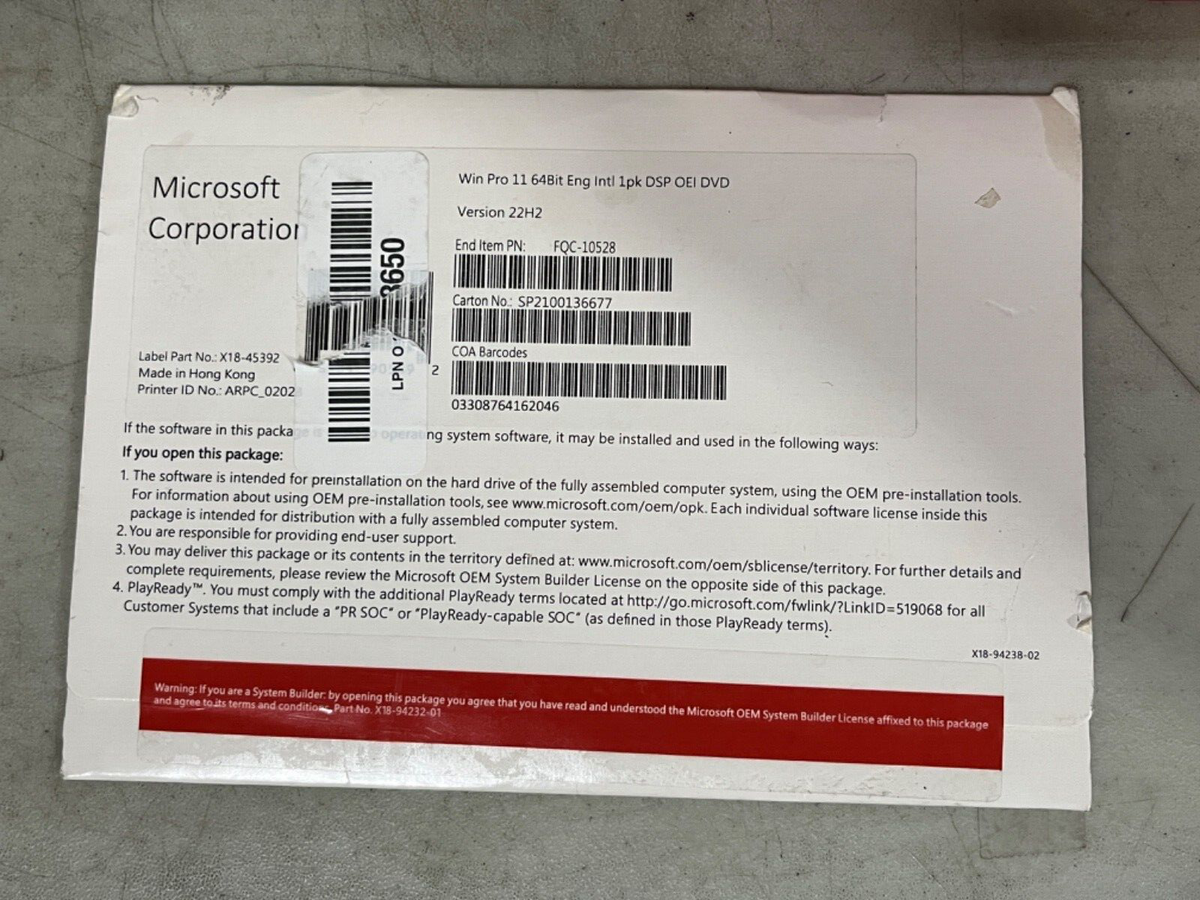 Microsoft
Corporation
Win Pro 11 64Bit Eng Intl 1pk DSP OEI DVD
Version 22H2
End Item PN: FQC-10528
Carton No.: SP2100136677
COA Barcodes
03308764162046
Label Part No.: X18-45392
Made in Hong Kong
Printer ID No.: ARPC_0202
LPN
3650
2
If the software in this package is operating system software, it may be installed and used in the following ways:
If you open this package:
1. The software is intended for preinstallation on the hard drive of the fully assembled computer system, using the OEM pre-installation tools.
For information about using OEM pre-installation tools, see www.microsoft.com/oem/opk. Each individual software license inside this
package is intended for distribution with a fully assembled computer system.
2. You are responsible for providing end-user support.
3. You may deliver this package or its contents in the territory defined at: www.microsoft.com/oem/sblicense/territory. For further details and
complete requirements, please review the Microsoft OEM System Builder License on the opposite side of this package.
4. PlayReady™. You must comply with the additional PlayReady terms located at http://go.microsoft.com/fwlink/?LinkID=519068 for all
Customer Systems that include a "PR SOC" or "PlayReady-capable SOC" (as defined in those PlayReady terms).
X18-94238-02
Warning: If you are a System Builder: by opening this package you agree that you have read and understood the Microsoft OEM System Builder License affixed to this package
and agree to its terms and conditions. Part No. X18-94232-01